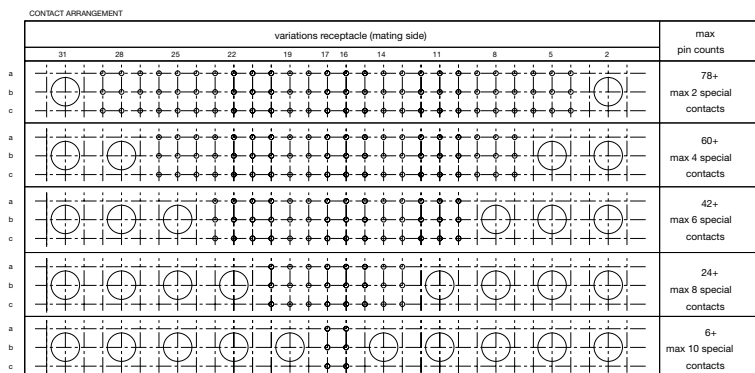 CONTACT ARRANGEMENT
variations receptacle (mating side)
max
pin counts
31 28 25 22 19 17 16 14 11 8 5 2
a
b
c
78+
max 2 special
contacts
a
b
c
60+
max 4 special
contacts
a
b
c
42+
max 6 special
contacts
a
b
c
24+
max 8 special
contacts
a
b
c
6+
max 10 special
contacts